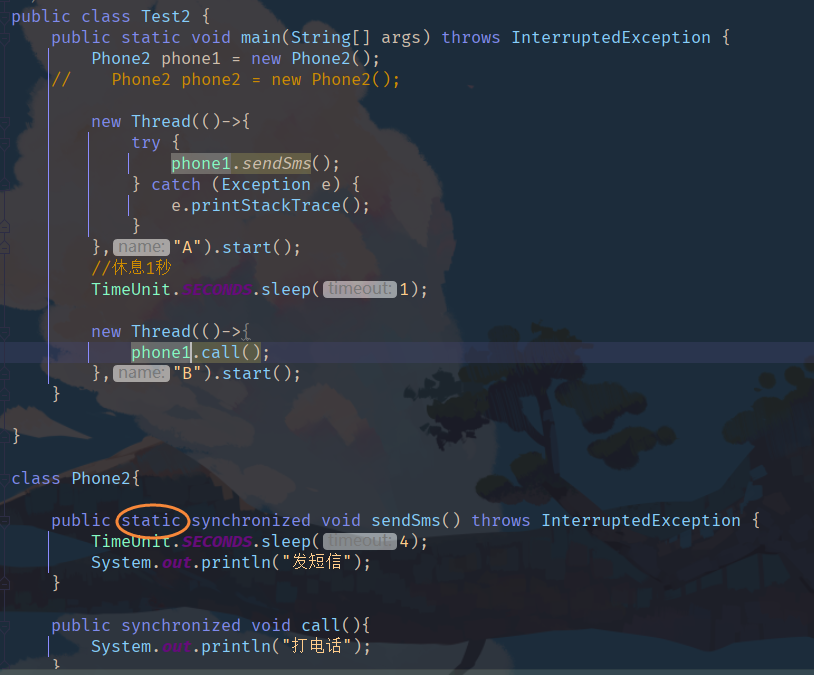 public class Test2 {
    public static void main(String[] args) throws InterruptedException {
        Phone2 phone1 = new Phone2();
//    Phone2 phone2 = new Phone2();
        new Thread(()->{
            try {
                phone1.sendSms();
            } catch (Exception e) {
                e.printStackTrace();
            }
        }, name: "A").start();
        //休息1秒
        TimeUnit.SECONDS.sleep( timeout: 1);
        new Thread(()->{
            phone1.call();
        }, name: "B").start();
    }
}
class Phone2{
    public static synchronized void sendSms() throws InterruptedException {
        TimeUnit.SECONDS.sleep( timeout: 4);
        System.out.println("发短信");
    }
    public synchronized void call(){
        System.out.println("打电话");
    }